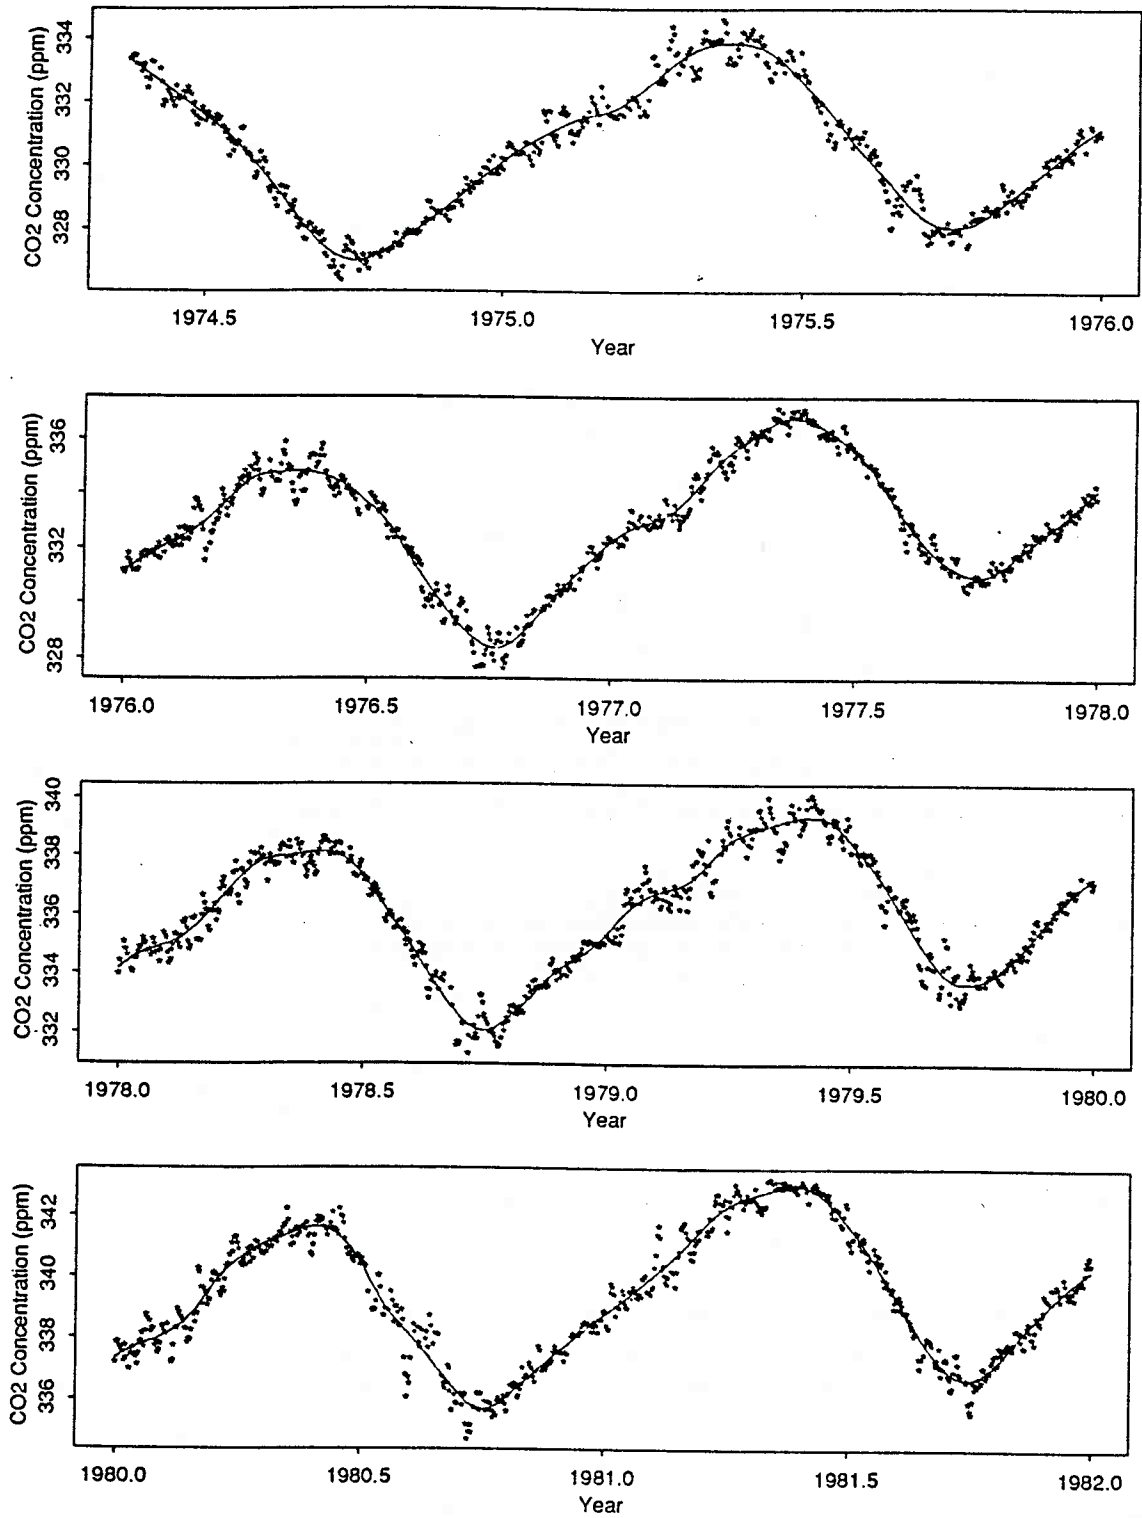 CO2 Concentration (ppm)
334
332
330
328
1974.5 1975.0 1975.5 1976.0
Year
CO2 Concentration (ppm)
336
332
328
1976.0 1976.5 1977.0 1977.5 1978.0
Year
CO2 Concentration (ppm)
340
338
336
334
332
1978.0 1978.5 1979.0 1979.5 1980.0
Year
CO2 Concentration (ppm)
342
340
338
336
1980.0 1980.5 1981.0 1981.5 1982.0
Year